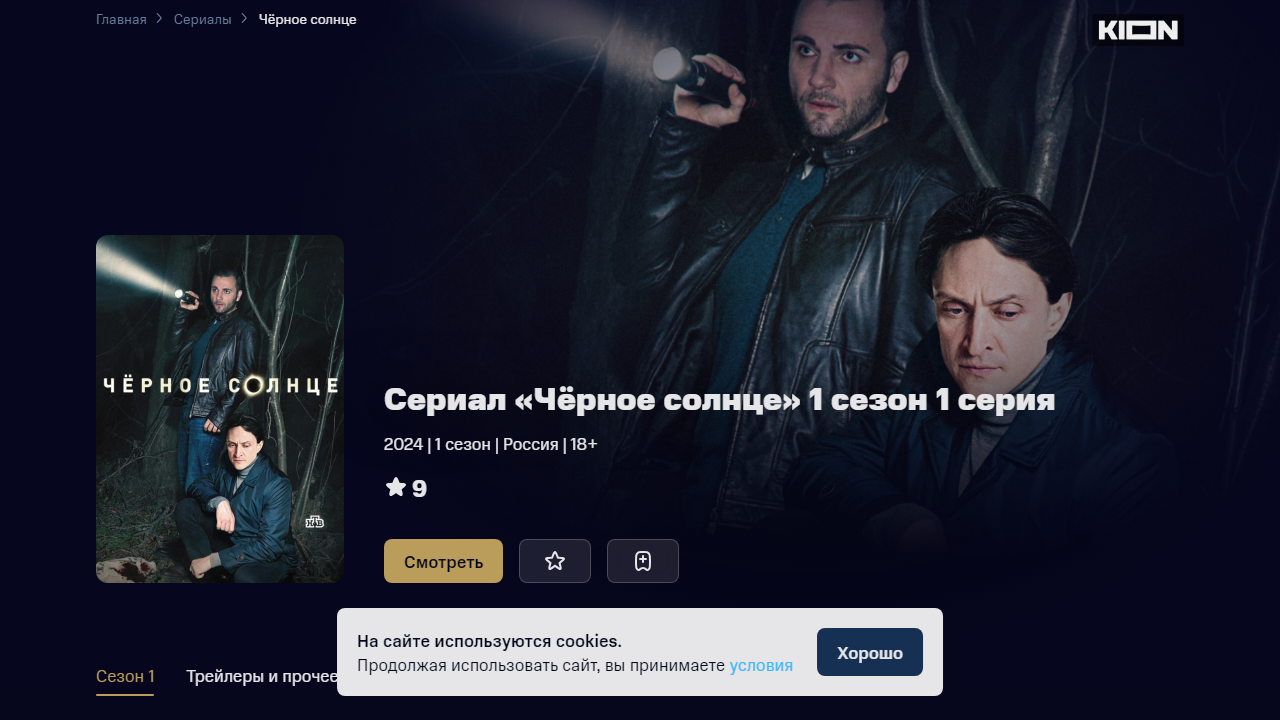 Главная
Сериалы
Чёрное солнце
KION
ЧЁРНОЕ СОЛНЦЕ
НТВ
Сериал «Чёрное солнце» 1 сезон 1 серия
2024 | 1 сезон | Россия | 18+
9
Смотреть
На сайте используются cookies.
Продолжая использовать сайт, вы принимаете условия
Хорошо
Сезон 1
Трейлеры и прочее